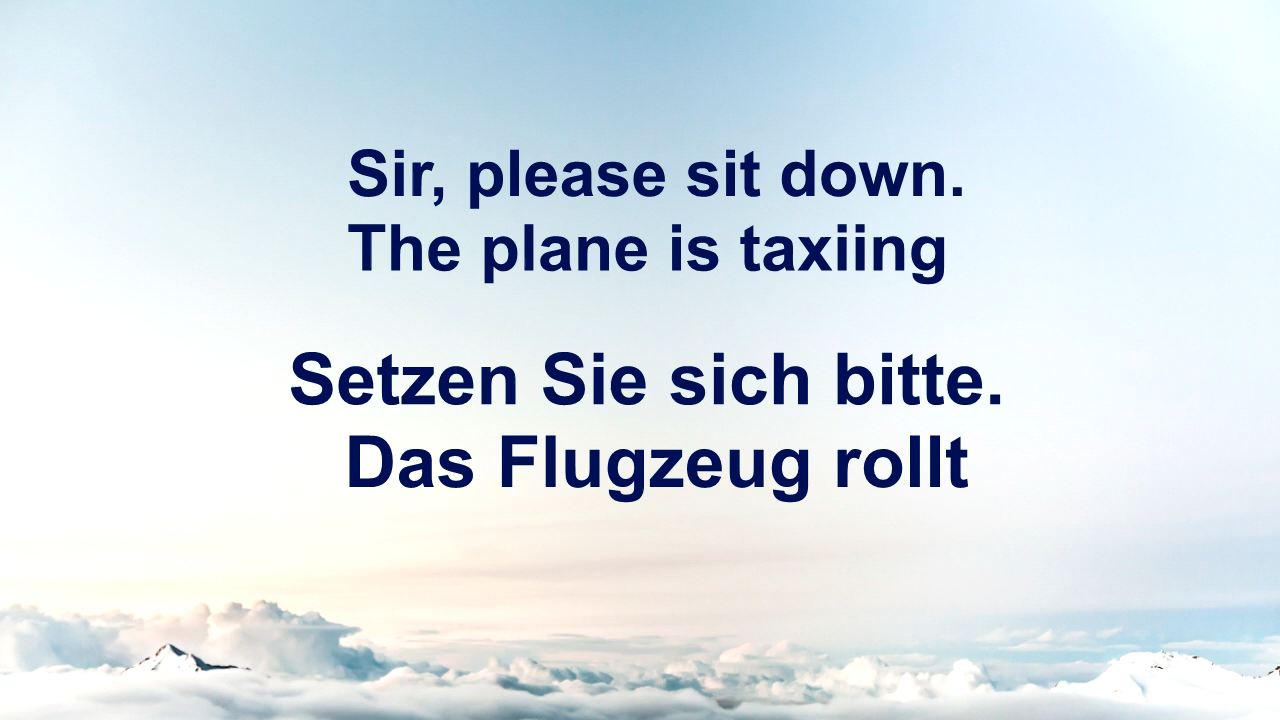 Sir, please sit down.
The plane is taxiing
Setzen Sie sich bitte.
Das Flugzeug rollt